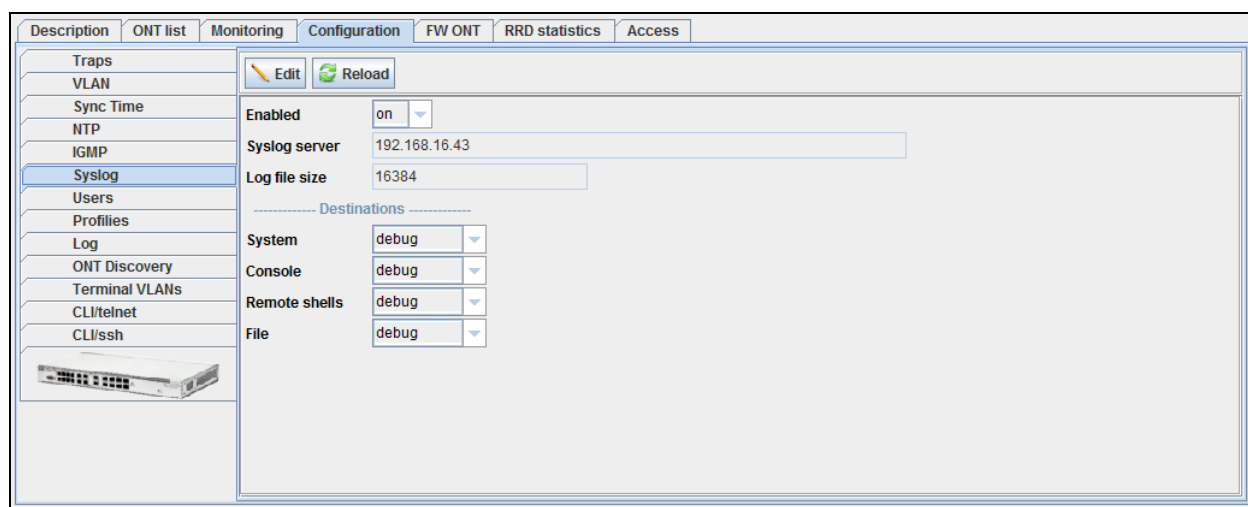 Description ONT list Monitoring Configuration FW ONT RRD statistics Access
Traps
VLAN
Sync Time
NTP
IGMP
Syslog
Users
Profilies
Log
ONT Discovery
Terminal VLANs
CLI/telnet
CLI/ssh
Edit Reload
Enabled on
Syslog server 192.168.16.43
Log file size 16384
------------- Destinations -------------
System debug
Console debug
Remote shells debug
File debug